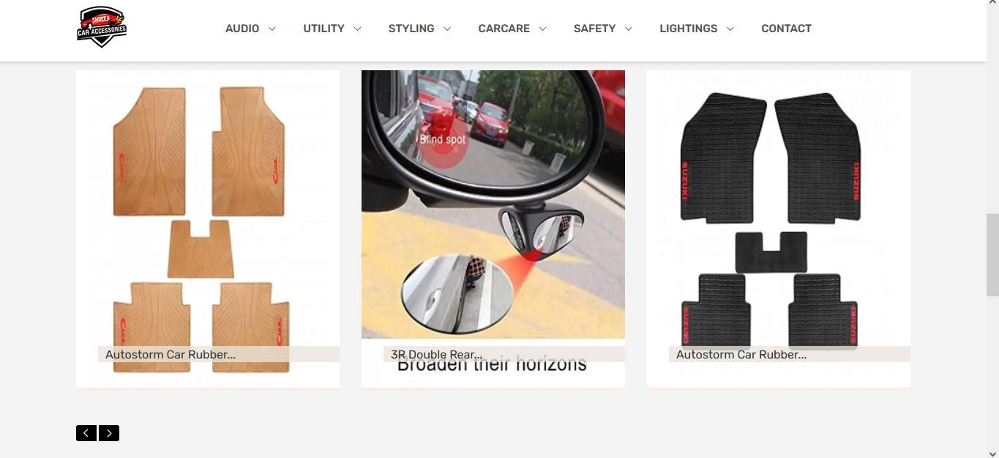 SHREEJI
CAR ACCESSORIES
AUDIO
UTILITY
STYLING
CARCARE
SAFETY
LIGHTINGS
CONTACT
Ciaz
Ciaz
Ciaz
Ciaz
Autostorm Car Rubber...
Blind spot
3R Double Rear...
Broaden their horizons
SUZUKI
SUZUKI
SUZUKI
SUZUKI
Autostorm Car Rubber...